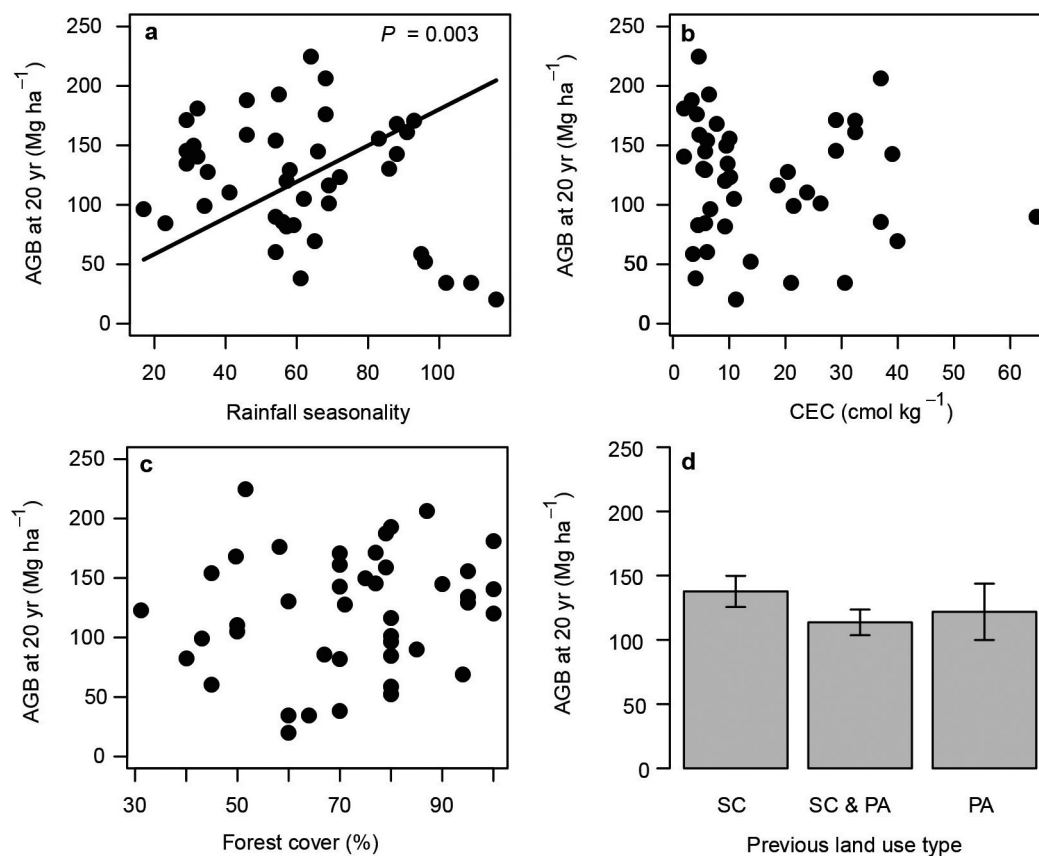 a
P = 0.003
AGB at 20 yr (Mg ha⁻¹)
250
200
150
100
50
0
20 40 60 80 100
Rainfall seasonality
b
AGB at 20 yr (Mg ha⁻¹)
250
200
150
100
50
0
0 10 20 30 40 50 60
CEC (cmol kg⁻¹)
c
AGB at 20 yr (Mg ha⁻¹)
250
200
150
100
50
0
30 50 70 90
Forest cover (%)
d
AGB at 20 yr (Mg ha⁻¹)
250
200
150
100
50
0
SC SC & PA PA
Previous land use type